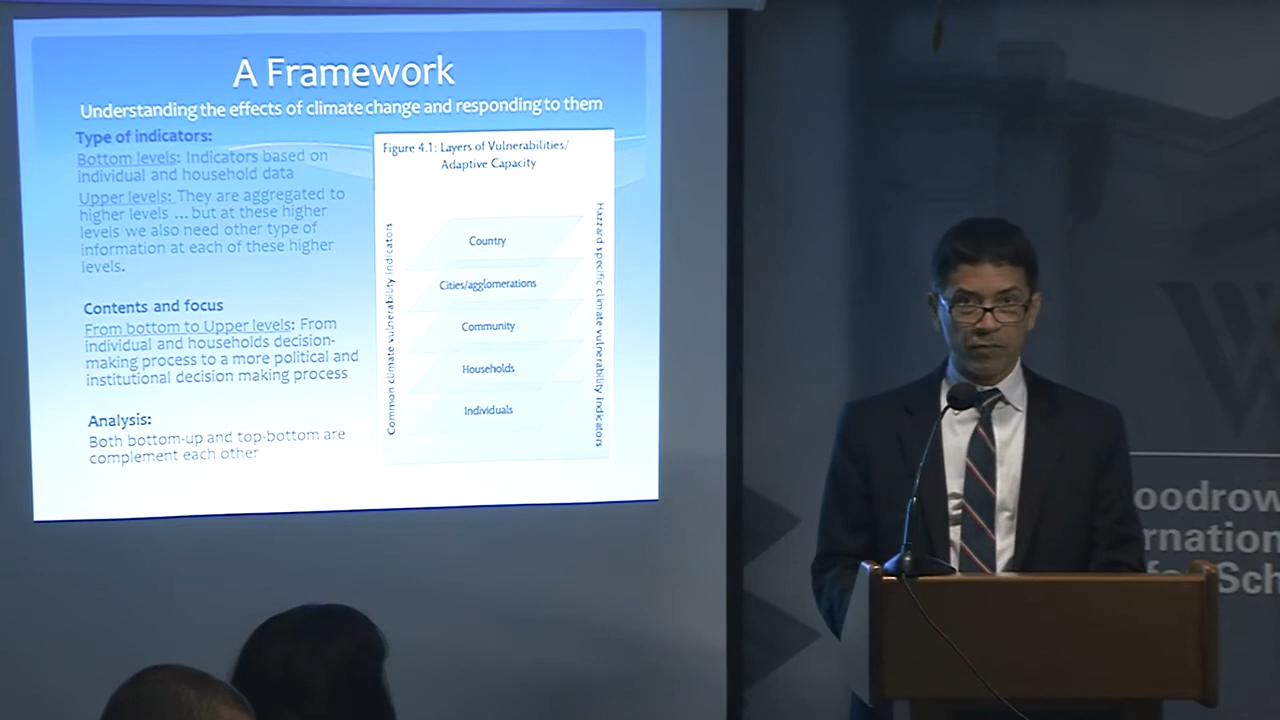 A Framework
Understanding the effects of climate change and responding to them
Type of indicators:
Bottom levels: Indicators based on
individual and household data
Upper levels: They are aggregated to
higher levels ... but at these higher
levels we also need other type of
information at each of these higher
levels.
Contents and focus
From bottom to Upper levels: From
individual and households decision-
making process to a more political and
institutional decision making process
Analysis:
Both bottom-up and top-bottom are
complement each other
Figure 4.1: Layers of Vulnerabilities/
Adaptive Capacity
Common climate vulnerability indicators
Country
Cities/agglomerations
Community
Households
Individuals
Hazzard specific climate vulnerability indicators
W
oodrow
rnation
for Sch